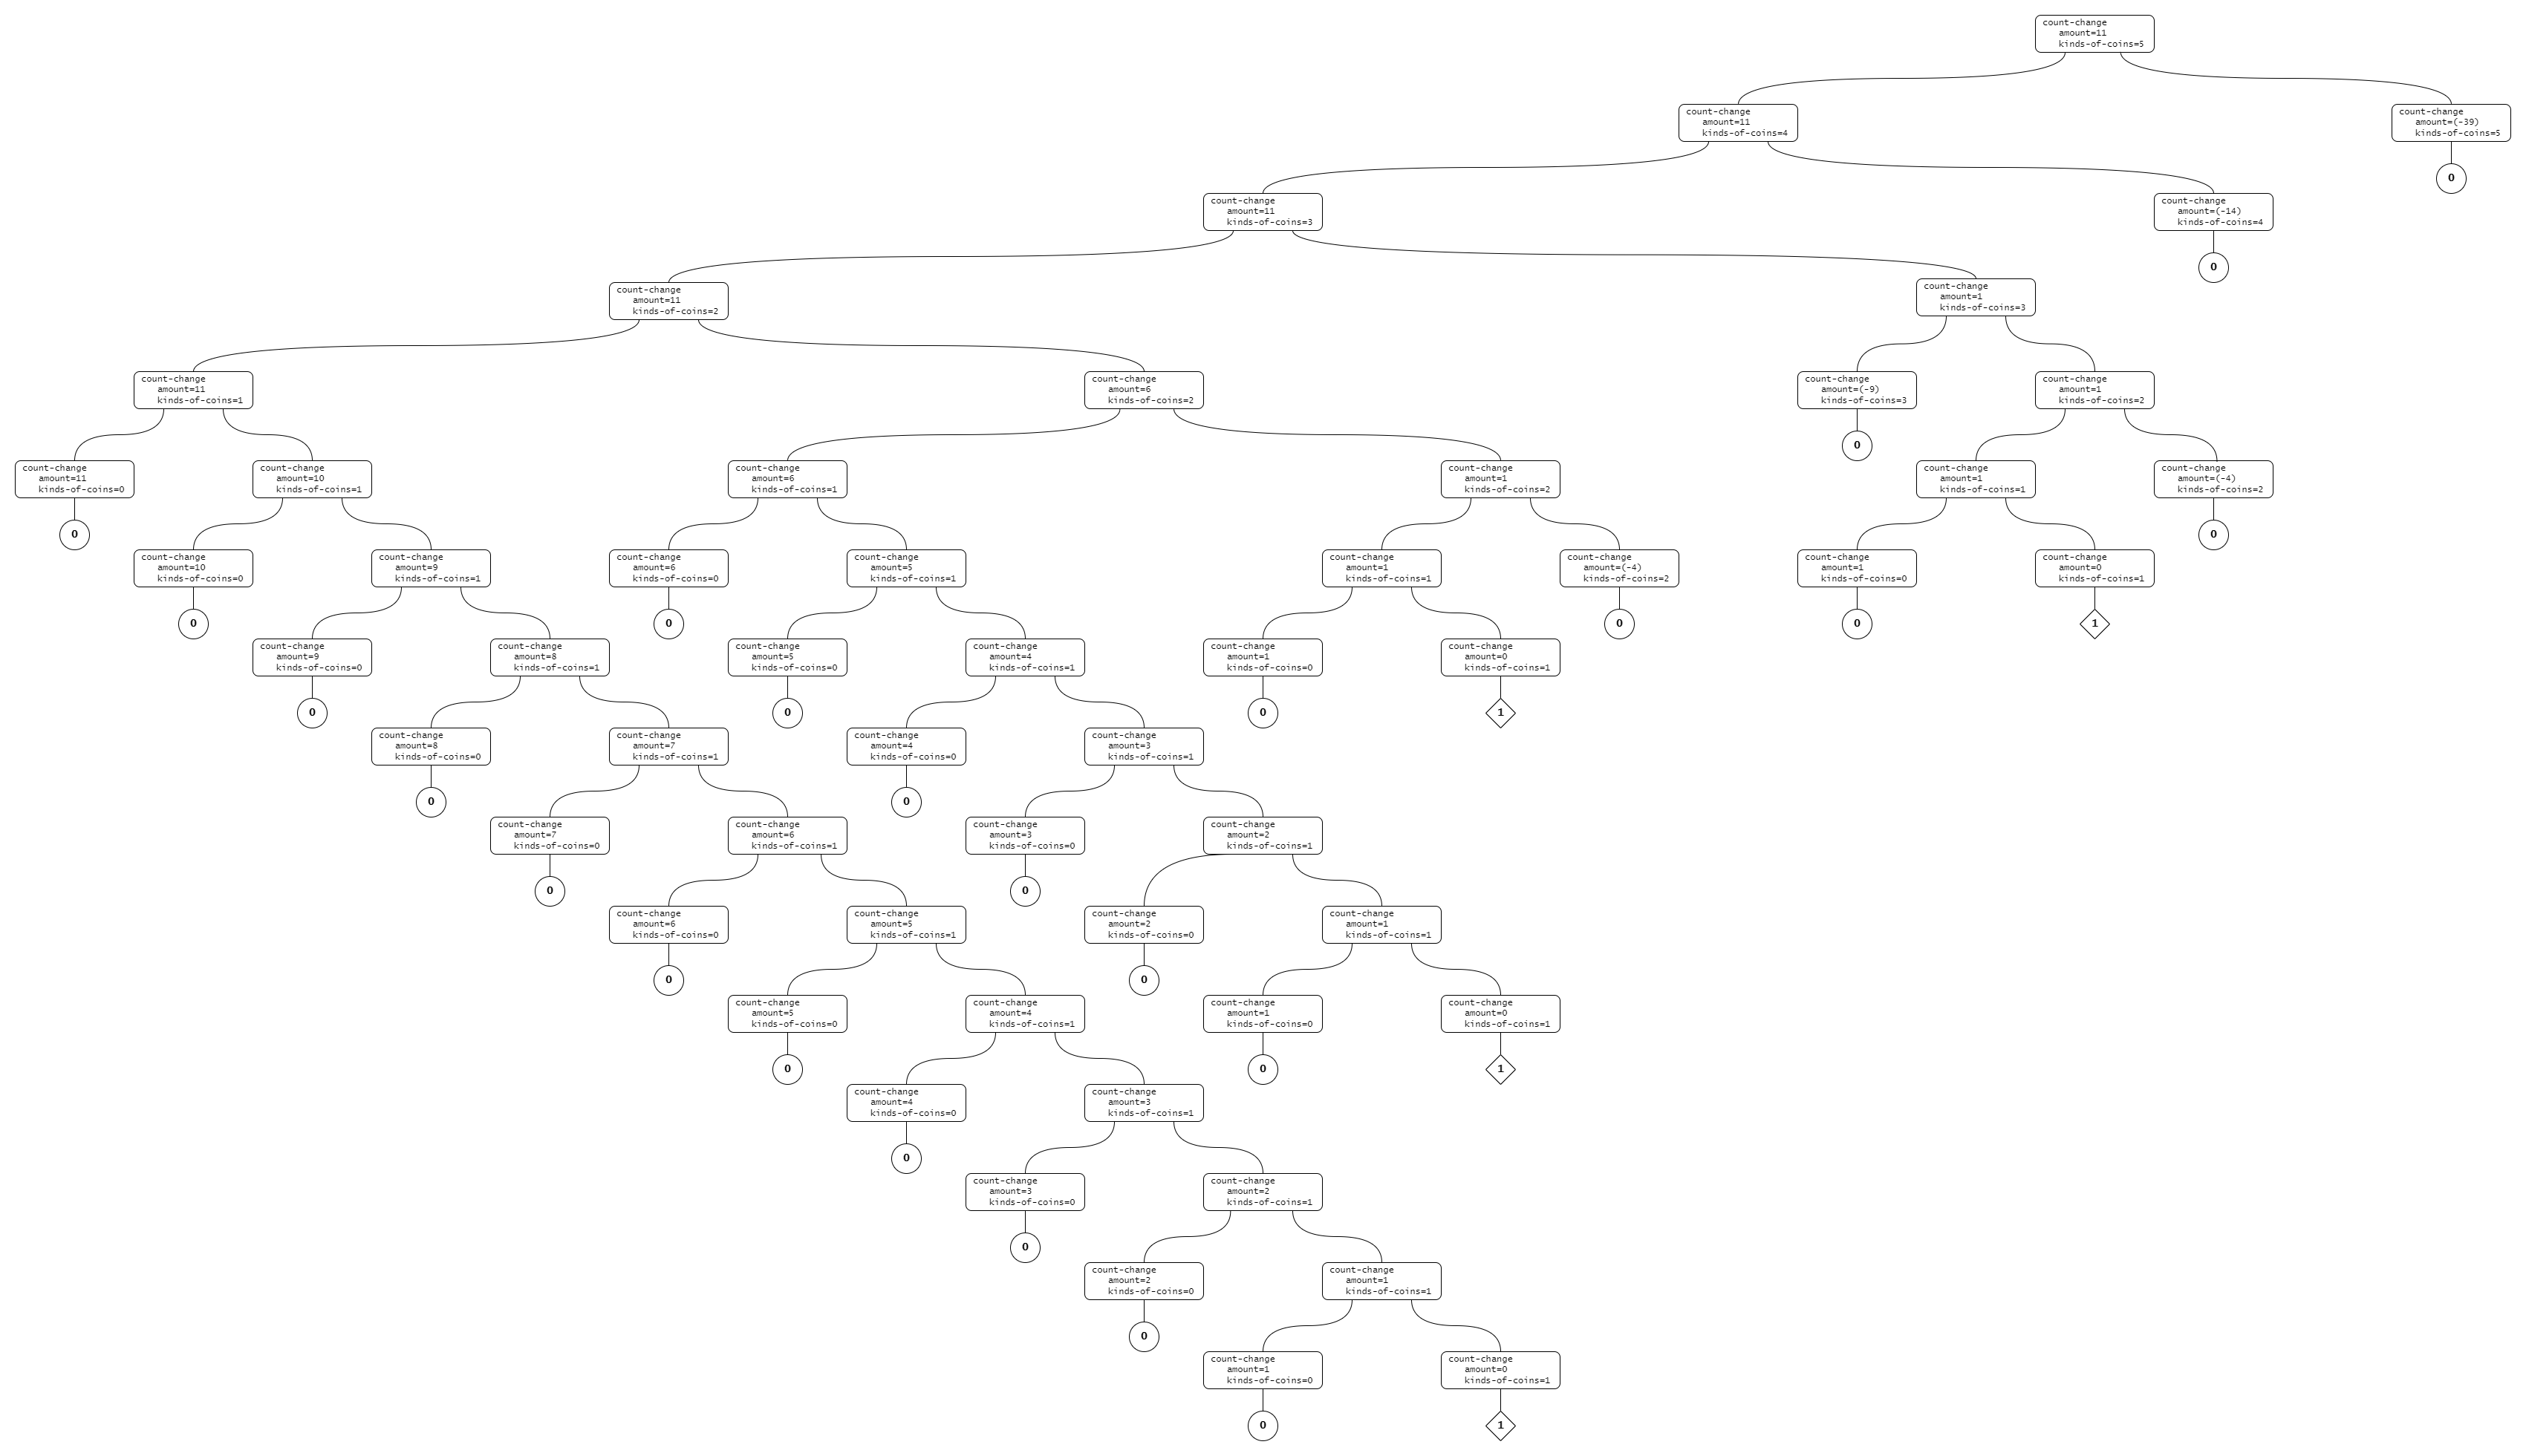 count-change
amount=11
kinds-of-coins=5
count-change
amount=11
kinds-of-coins=4
count-change
amount=(-39)
kinds-of-coins=5
0
count-change
amount=11
kinds-of-coins=3
count-change
amount=(-14)
kinds-of-coins=4
0
count-change
amount=11
kinds-of-coins=2
count-change
amount=1
kinds-of-coins=3
count-change
amount=11
kinds-of-coins=1
count-change
amount=6
kinds-of-coins=2
count-change
amount=(-9)
kinds-of-coins=3
count-change
amount=1
kinds-of-coins=2
0
count-change
amount=11
kinds-of-coins=0
count-change
amount=10
kinds-of-coins=1
count-change
amount=6
kinds-of-coins=1
count-change
amount=1
kinds-of-coins=2
count-change
amount=1
kinds-of-coins=1
count-change
amount=(-4)
kinds-of-coins=2
0
0
count-change
amount=10
kinds-of-coins=0
count-change
amount=9
kinds-of-coins=1
count-change
amount=6
kinds-of-coins=0
count-change
amount=5
kinds-of-coins=1
count-change
amount=1
kinds-of-coins=1
count-change
amount=(-4)
kinds-of-coins=2
count-change
amount=1
kinds-of-coins=0
count-change
amount=0
kinds-of-coins=1
0
0
0
0
1
count-change
amount=9
kinds-of-coins=0
count-change
amount=8
kinds-of-coins=1
count-change
amount=5
kinds-of-coins=0
count-change
amount=4
kinds-of-coins=1
count-change
amount=1
kinds-of-coins=0
count-change
amount=0
kinds-of-coins=1
0
0
0
1
count-change
amount=8
kinds-of-coins=0
count-change
amount=7
kinds-of-coins=1
count-change
amount=4
kinds-of-coins=0
count-change
amount=3
kinds-of-coins=1
0
0
count-change
amount=7
kinds-of-coins=0
count-change
amount=6
kinds-of-coins=1
count-change
amount=3
kinds-of-coins=0
count-change
amount=2
kinds-of-coins=1
0
0
count-change
amount=6
kinds-of-coins=0
count-change
amount=5
kinds-of-coins=1
count-change
amount=2
kinds-of-coins=0
count-change
amount=1
kinds-of-coins=1
0
0
count-change
amount=5
kinds-of-coins=0
count-change
amount=4
kinds-of-coins=1
count-change
amount=1
kinds-of-coins=0
count-change
amount=0
kinds-of-coins=1
0
0
1
count-change
amount=4
kinds-of-coins=0
count-change
amount=3
kinds-of-coins=1
0
count-change
amount=3
kinds-of-coins=0
count-change
amount=2
kinds-of-coins=1
0
count-change
amount=2
kinds-of-coins=0
count-change
amount=1
kinds-of-coins=1
0
count-change
amount=1
kinds-of-coins=0
count-change
amount=0
kinds-of-coins=1
0
1